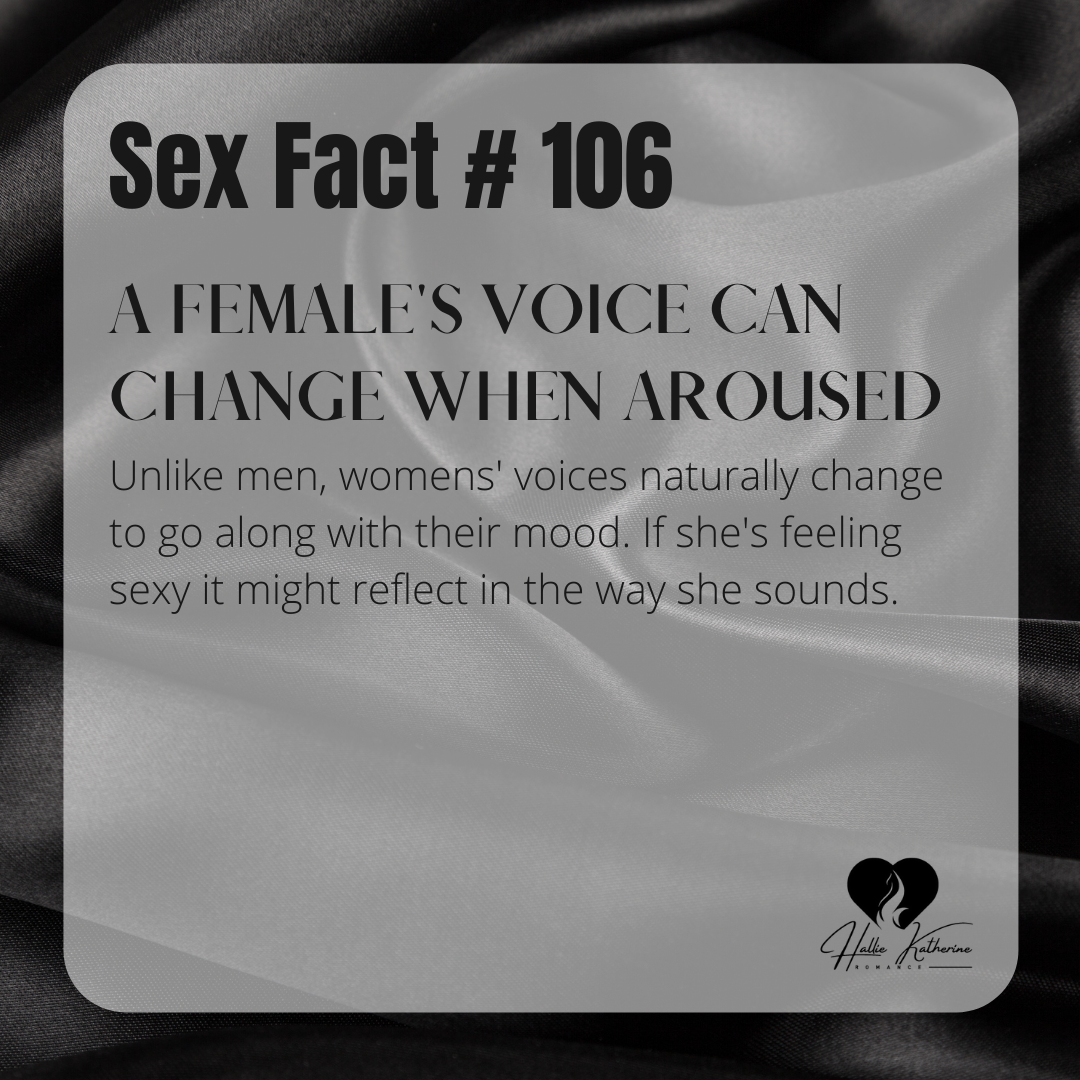 Sex Fact # 106
A FEMALE'S VOICE CAN
CHANGE WHEN AROUSED
Unlike men, womens' voices naturally change
to go along with their mood. If she's feeling
sexy it might reflect in the way she sounds.
Hallie Katherine
ROMANCE